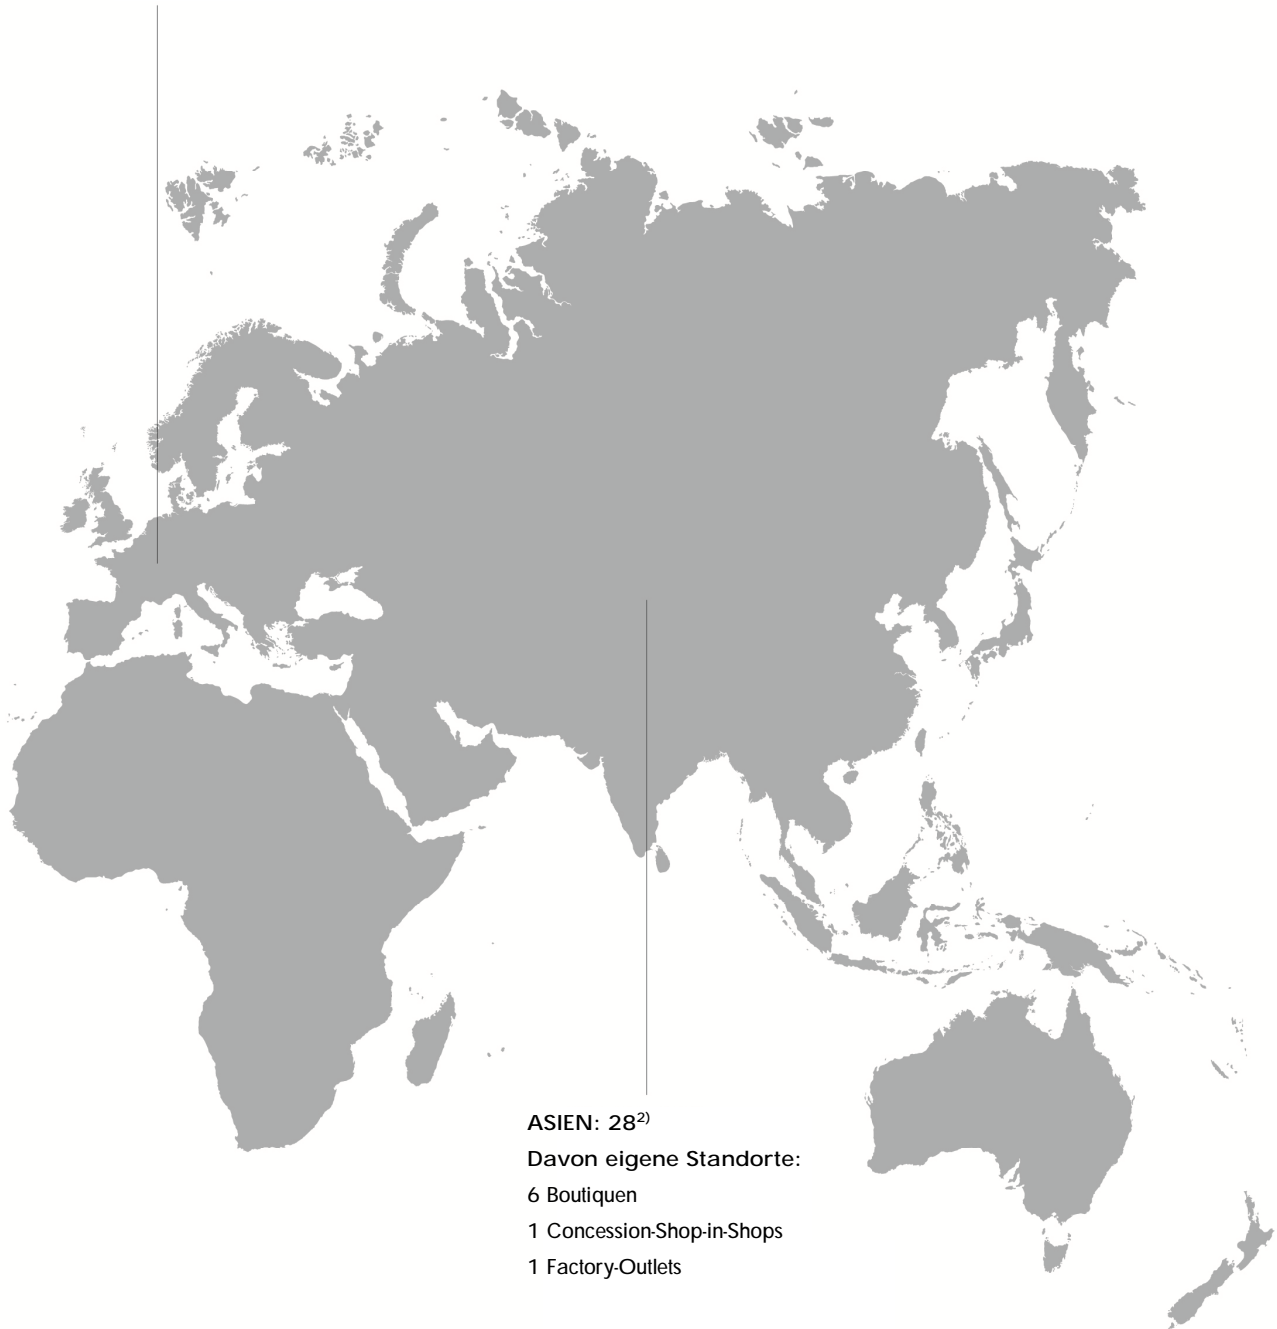 ASIEN: 28²⁾
Davon eigene Standorte:
6 Boutiquen
1 Concession-Shop-in-Shops
1 Factory-Outlets